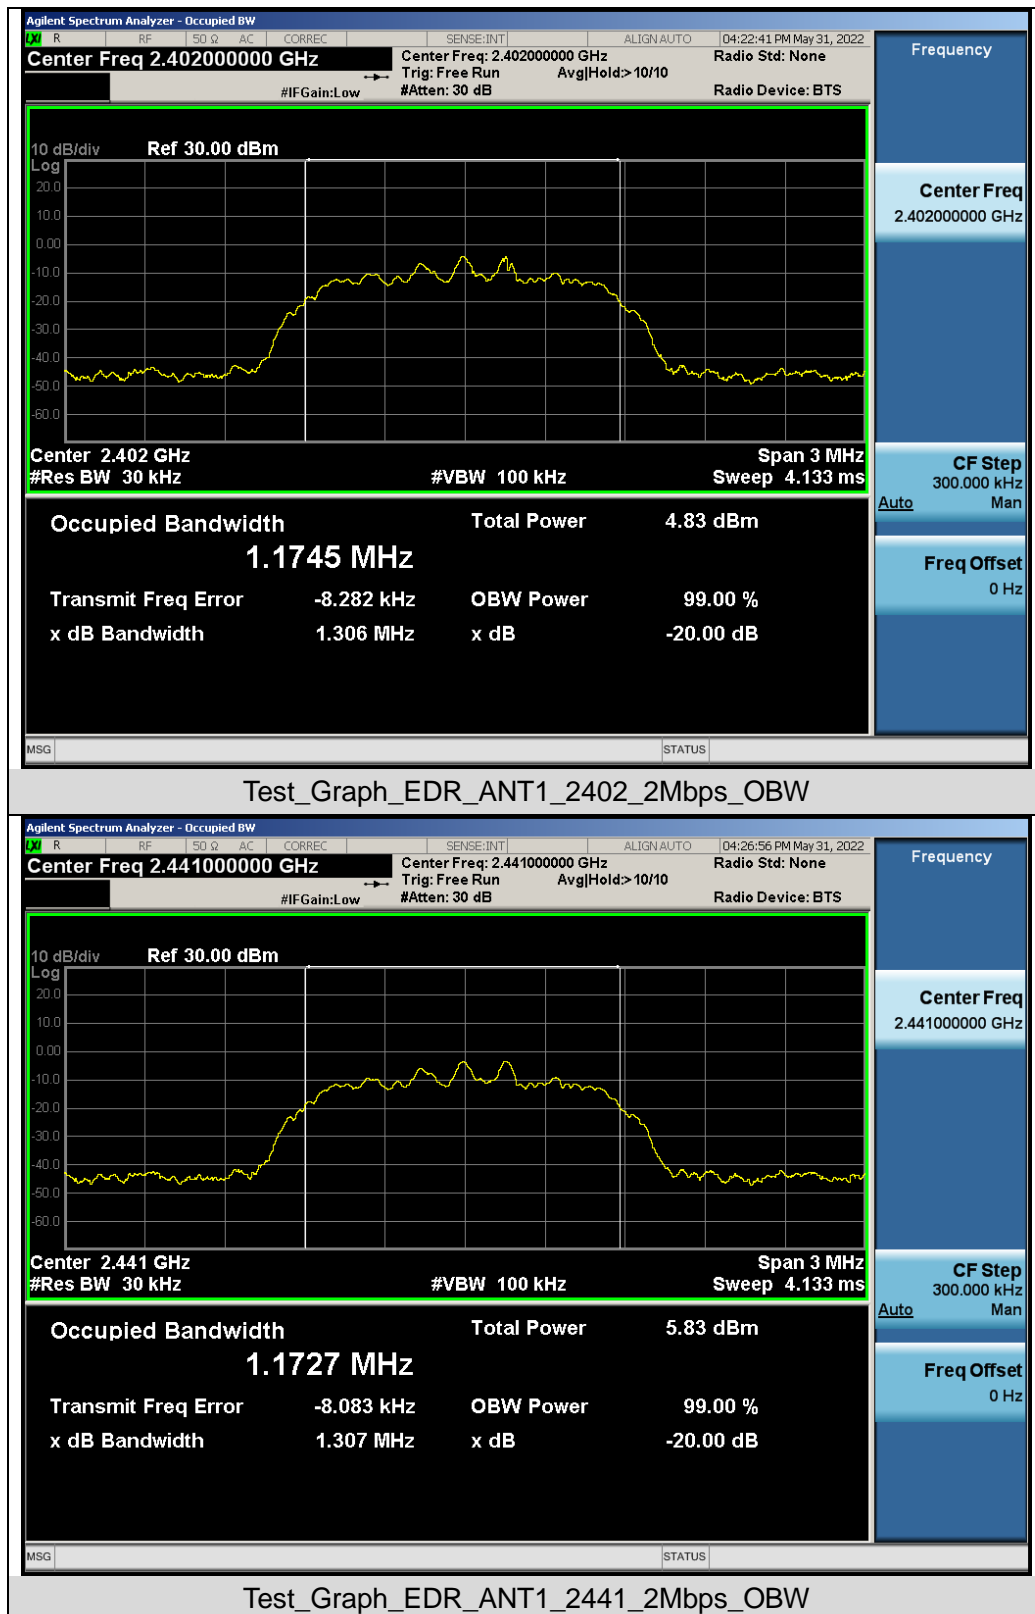 Agilent Spectrum Analyzer - Occupied BW
LXI R RF 50 Ω AC CORREC SENSE:INT ALIGN AUTO 04:22:41 PM May 31, 2022
Center Freq 2.402000000 GHz Center Freq: 2.402000000 GHz Radio Std: None
Trig: Free Run Avg|Hold:> 10/10
#IFGain:Low #Atten: 30 dB Radio Device: BTS
Frequency
10 dB/div Ref 30.00 dBm
Log
20.0
10.0
0.00
-10.0
-20.0
-30.0
-40.0
-50.0
-60.0
Center 2.402 GHz Span 3 MHz
#Res BW 30 kHz #VBW 100 kHz Sweep 4.133 ms
Center Freq
2.402000000 GHz
CF Step
300.000 kHz
Auto Man
Freq Offset
0 Hz
Occupied Bandwidth Total Power 4.83 dBm
1.1745 MHz
Transmit Freq Error -8.282 kHz OBW Power 99.00 %
x dB Bandwidth 1.306 MHz x dB -20.00 dB
MSG STATUS
Test_Graph_EDR_ANT1_2402_2Mbps_OBW
Agilent Spectrum Analyzer - Occupied BW
LXI R RF 50 Ω AC CORREC SENSE:INT ALIGN AUTO 04:26:56 PM May 31, 2022
Center Freq 2.441000000 GHz Center Freq: 2.441000000 GHz Radio Std: None
Trig: Free Run Avg|Hold:> 10/10
#IFGain:Low #Atten: 30 dB Radio Device: BTS
Frequency
10 dB/div Ref 30.00 dBm
Log
20.0
10.0
0.00
-10.0
-20.0
-30.0
-40.0
-50.0
-60.0
Center 2.441 GHz Span 3 MHz
#Res BW 30 kHz #VBW 100 kHz Sweep 4.133 ms
Center Freq
2.441000000 GHz
CF Step
300.000 kHz
Auto Man
Freq Offset
0 Hz
Occupied Bandwidth Total Power 5.83 dBm
1.1727 MHz
Transmit Freq Error -8.083 kHz OBW Power 99.00 %
x dB Bandwidth 1.307 MHz x dB -20.00 dB
MSG STATUS
Test_Graph_EDR_ANT1_2441_2Mbps_OBW